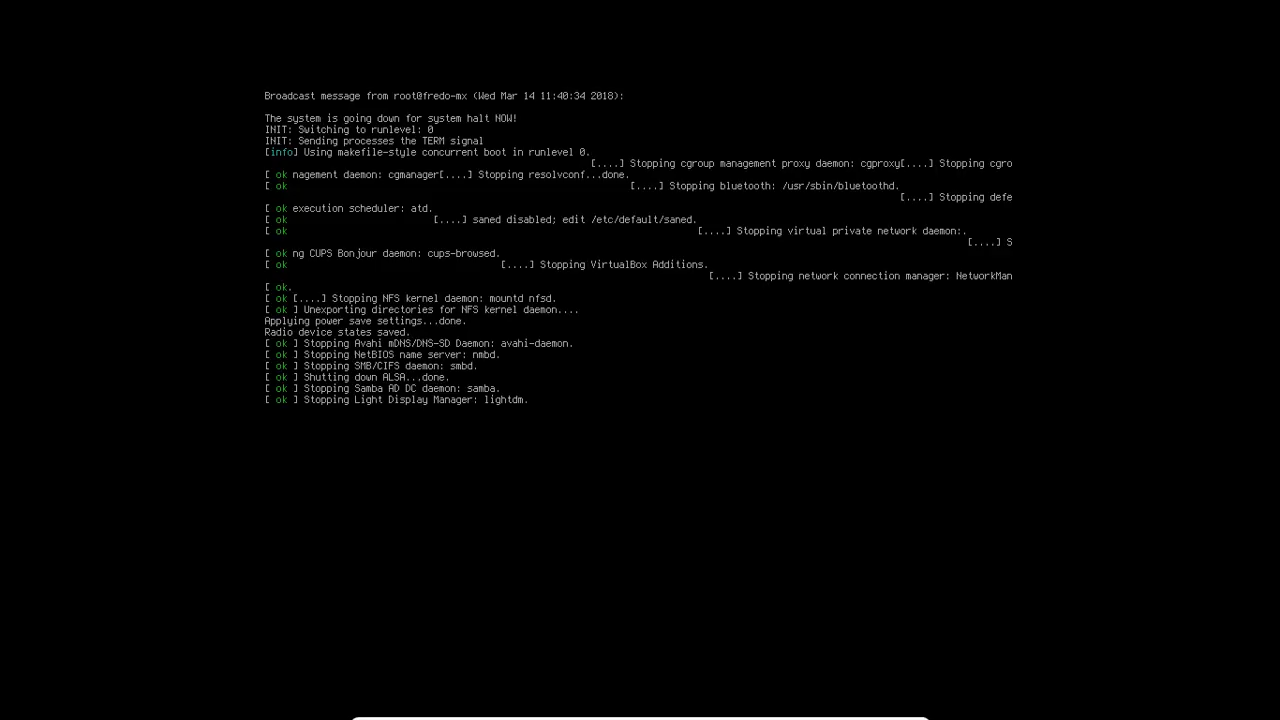 Broadcast message from root@fredo-mx (Wed Mar 14 11:40:34 2018):
The system is going down for system halt NOW!
INIT: Switching to runlevel: 0
INIT: Sending processes the TERM signal
[info] Using makefile-style concurrent boot in runlevel 0.
[....] Stopping cgroup management proxy daemon: cgproxy[....] Stopping cgro
[ ok nagement daemon: cgmanager[....] Stopping resolvconf...done.
[ ok [....] Stopping bluetooth: /usr/sbin/bluetoothd.
[....] Stopping defe
[ ok execution scheduler: atd.
[ ok [....] saned disabled; edit /etc/default/saned.
[ ok [....] Stopping virtual private network daemon:.
[....] S
[ ok ng CUPS Bonjour daemon: cups-browsed.
[ ok [....] Stopping VirtualBox Additions.
[....] Stopping network connection manager: NetworkMan
[ ok.
[ ok [....] Stopping NFS kernel daemon: mountd nfsd.
[ ok ] Unexporting directories for NFS kernel daemon....
Applying power save settings...done.
Radio device states saved.
[ ok ] Stopping Avahi mDNS/DNS-SD Daemon: avahi-daemon.
[ ok ] Stopping NetBIOS name server: nmbd.
[ ok ] Stopping SMB/CIFS daemon: smbd.
[ ok ] Shutting down ALSA...done.
[ ok ] Stopping Samba AD DC daemon: samba.
[ ok ] Stopping Light Display Manager: lightdm.